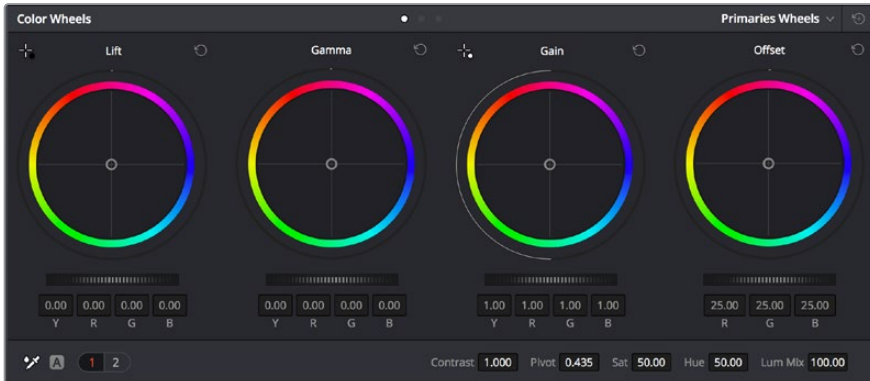 Color Wheels Primaries Wheels
Lift Gamma Gain Offset
0.00 0.00 0.00 0.00 0.00 0.00 0.00 0.00 1.00 1.00 1.00 1.00 25.00 25.00 25.00
Y R G B Y R G B Y R G B R G B
A 1 2 Contrast 1.000 Pivot 0.435 Sat 50.00 Hue 50.00 Lum Mix 100.00